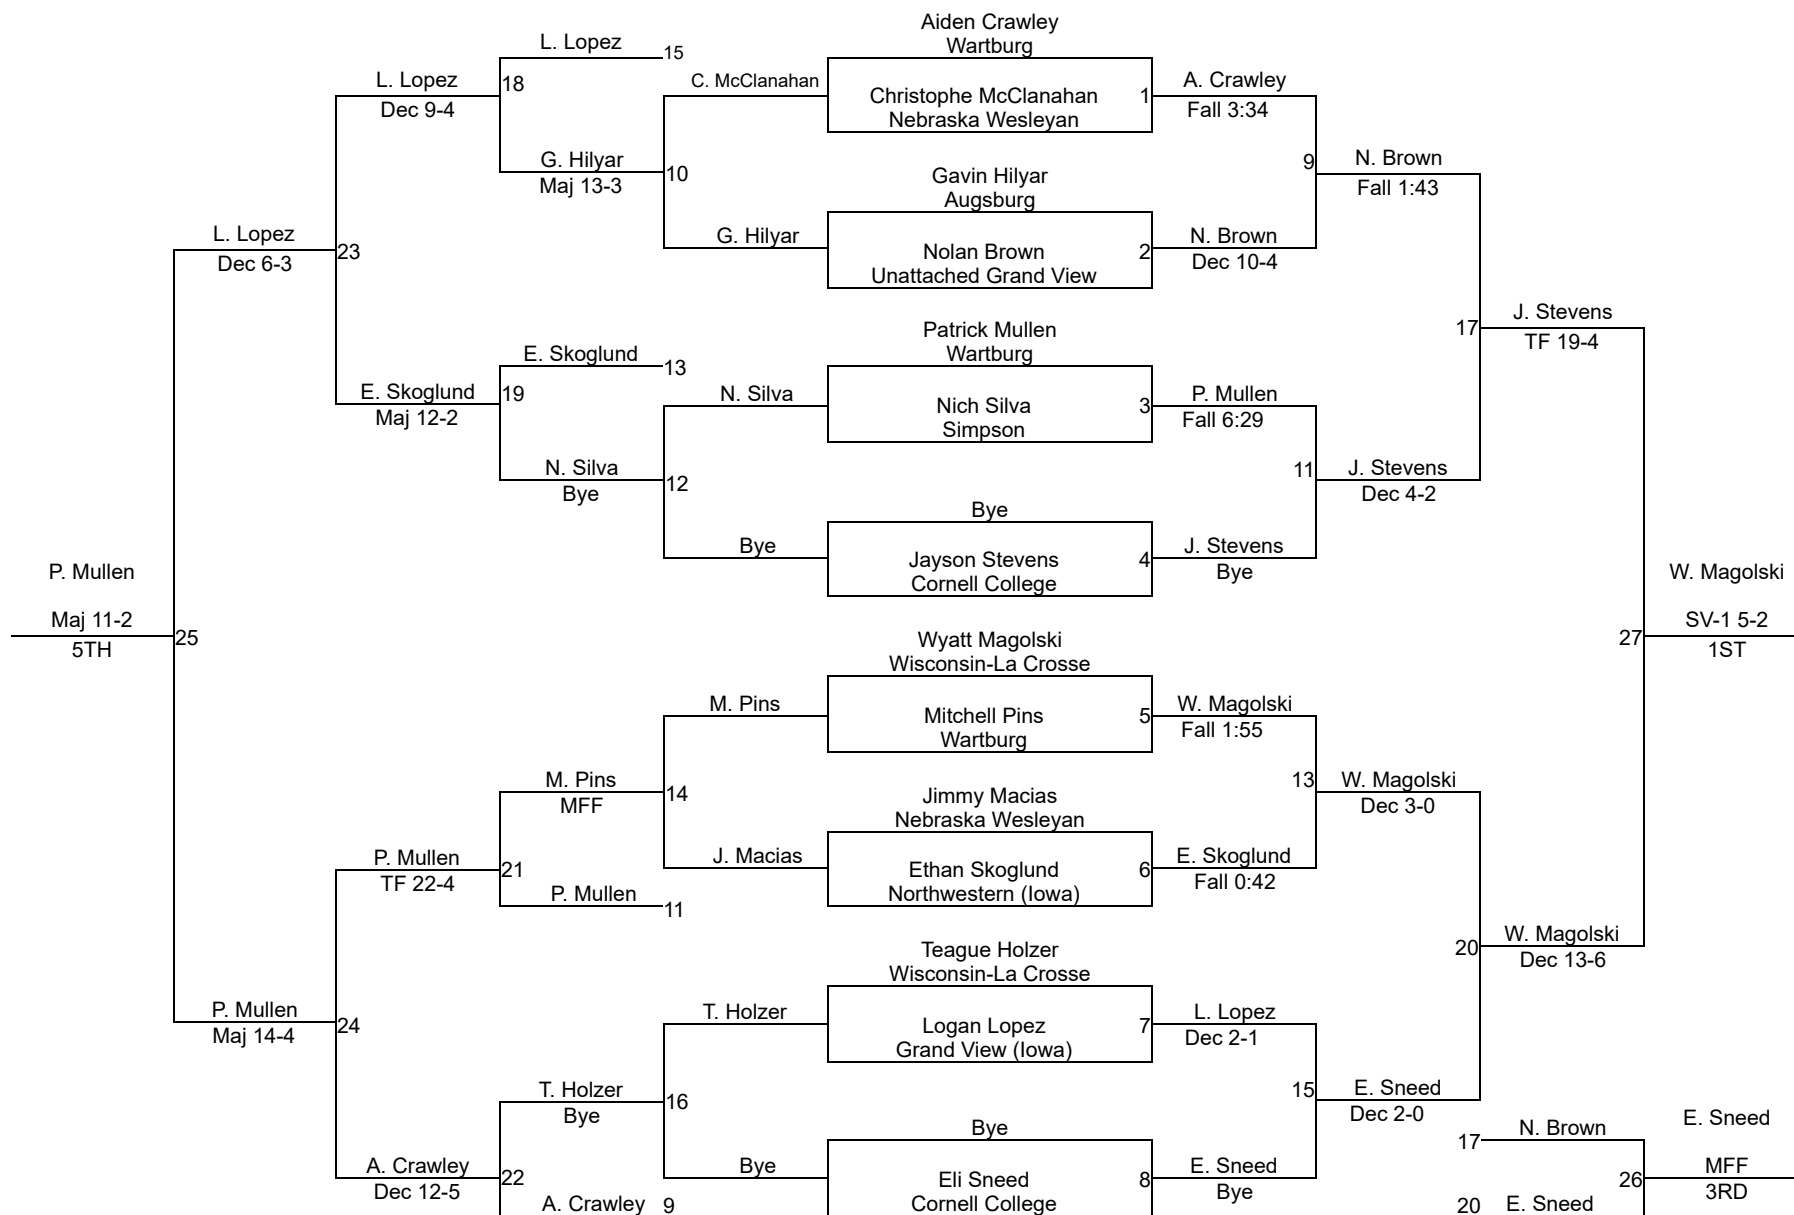 Aiden Crawley
Wartburg
L. Lopez
15
L. Lopez
18
C. McClanahan
Christophe McClanahan
1
A. Crawley
Dec 9-4
Nebraska Wesleyan
Fall 3:34
G. Hilyar
10
9
N. Brown
Maj 13-3
Gavin Hilyar
Fall 1:43
Augsburg
L. Lopez
23
G. Hilyar
Nolan Brown
2
N. Brown
Dec 6-3
Unattached Grand View
Dec 10-4
Patrick Mullen
17
J. Stevens
E. Skoglund
13
Wartburg
TF 19-4
E. Skoglund
19
N. Silva
Nich Silva
3
P. Mullen
Maj 12-2
Simpson
Fall 6:29
N. Silva
12
11
J. Stevens
Bye
Dec 4-2
Bye
Bye
Jayson Stevens
4
J. Stevens
P. Mullen
Cornell College
Bye
W. Magolski
Maj 11-2
SV-1 5-2
5TH
25
Wyatt Magolski
27
1ST
Wisconsin-La Crosse
M. Pins
Mitchell Pins
5
W. Magolski
Wartburg
Fall 1:55
M. Pins
14
13
W. Magolski
MFF
Jimmy Macias
Dec 3-0
Nebraska Wesleyan
P. Mullen
21
J. Macias
Ethan Skoglund
6
E. Skoglund
TF 22-4
Northwestern (Iowa)
Fall 0:42
P. Mullen
11
Teague Holzer
20
W. Magolski
Wisconsin-La Crosse
Dec 13-6
P. Mullen
24
T. Holzer
Logan Lopez
7
L. Lopez
Maj 14-4
Grand View (Iowa)
Dec 2-1
T. Holzer
16
15
E. Sneed
Bye
Dec 2-0
Bye
17
N. Brown
E. Sneed
A. Crawley
22
Bye
Eli Sneed
8
E. Sneed
26
MFF
Dec 12-5
Cornell College
Bye
3RD
A. Crawley
9
20
E. Sneed